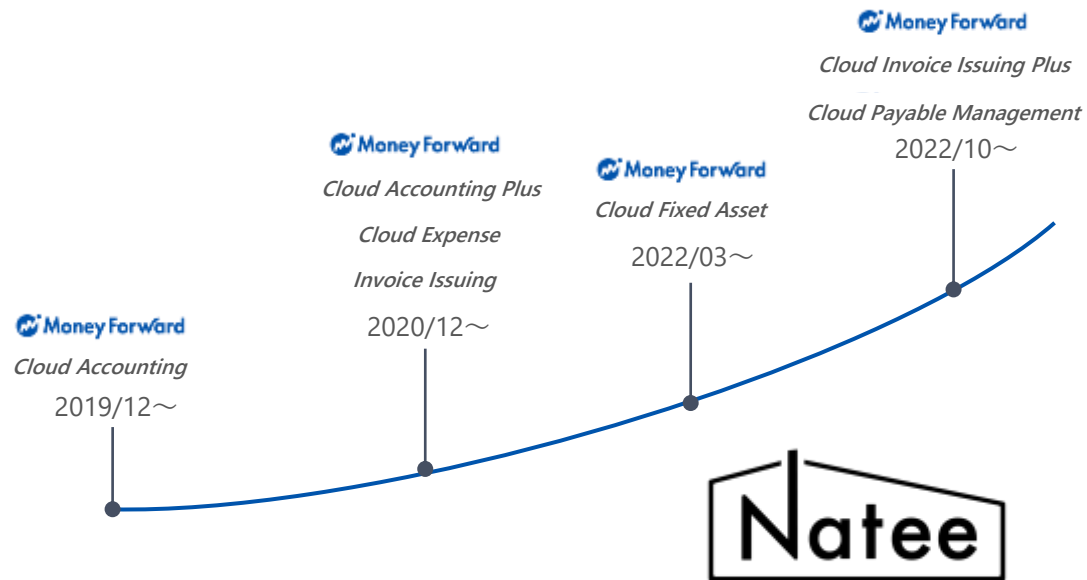 Money Forward
Cloud Accounting
2019/12～
Money Forward
Cloud Accounting Plus
Cloud Expense
Invoice Issuing
2020/12～
Money Forward
Cloud Fixed Asset
2022/03～
Money Forward
Cloud Invoice Issuing Plus
Cloud Payable Management
2022/10～
Natee